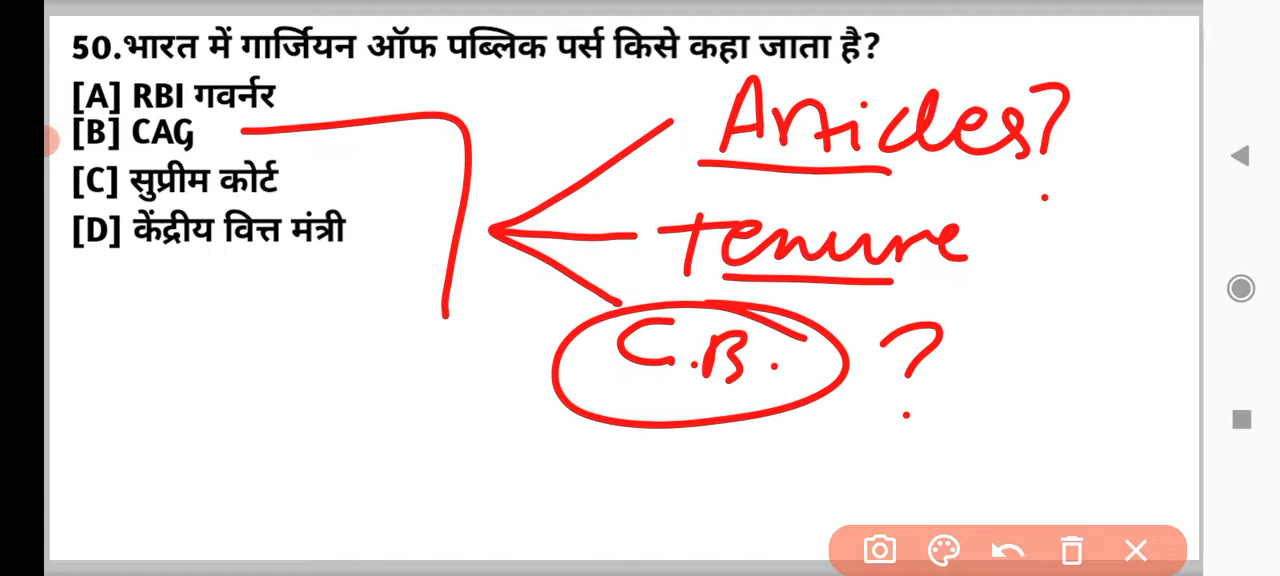 50.भारत में गार्जियन ऑफ पब्लिक पर्स किसे कहा जाता है?
[A] RBI गवर्नर
[B] CAG
[C] सुप्रीम कोर्ट
[D] केंद्रीय वित्त मंत्री
Articles?
tenure
C.B. ?